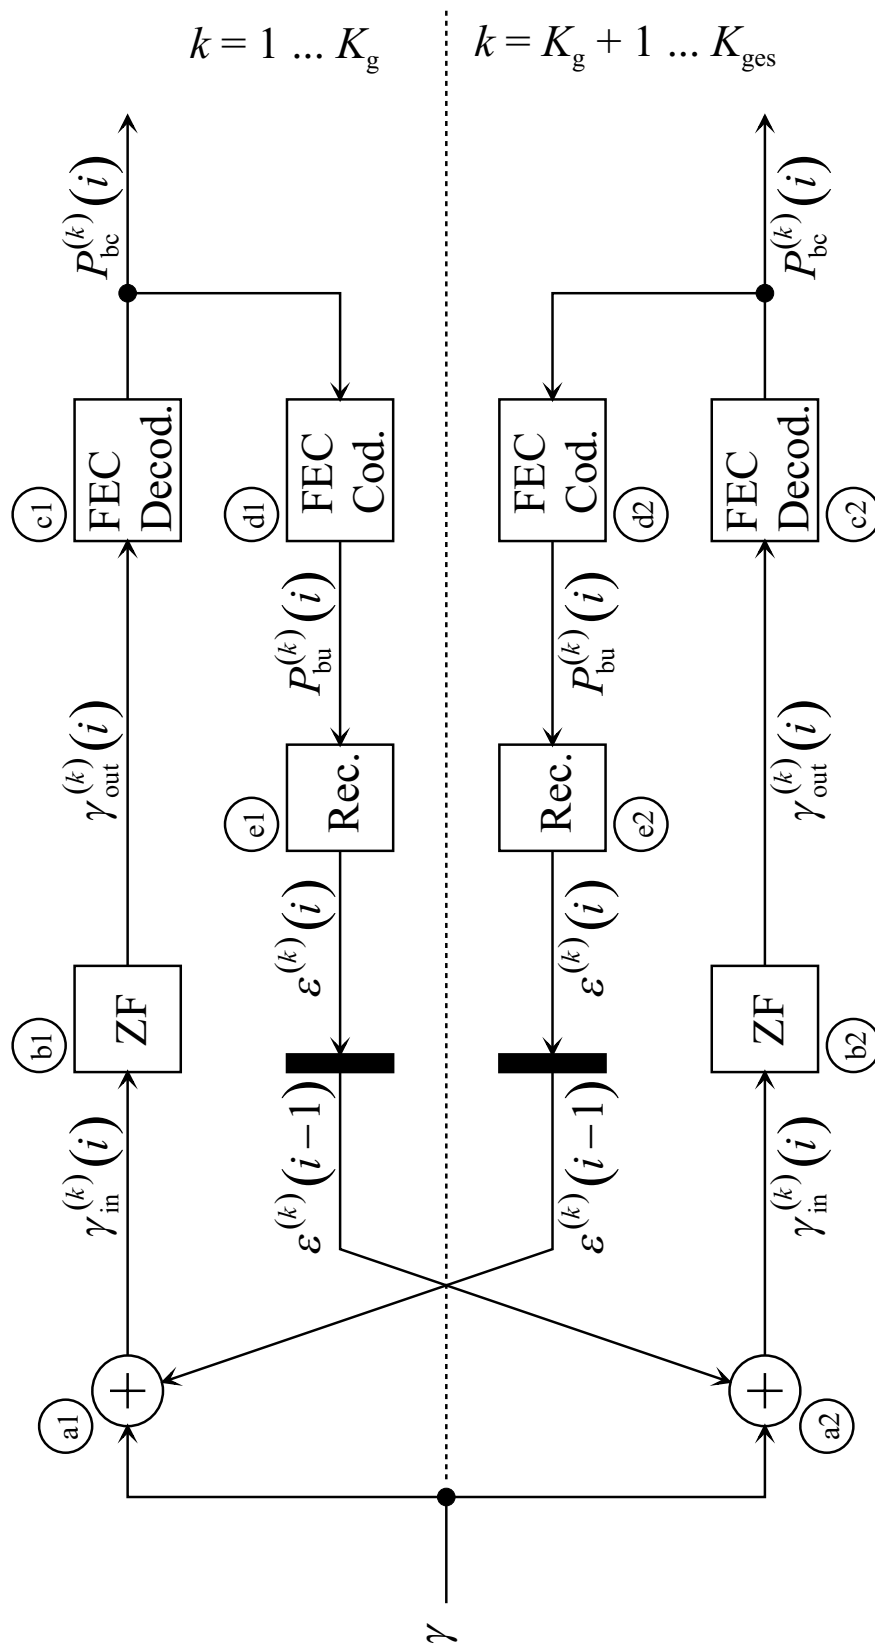 k = 1 ... K_g
k = K_g + 1 ... K_ges
P_bc^(k)(i)
P_bc^(k)(i)
c1
FEC
Decod.
d1
FEC
Cod.
FEC
Cod.
d2
FEC
Decod.
c2
γ_out^(k)(i)
P_bu^(k)(i)
P_bu^(k)(i)
γ_out^(k)(i)
e1
Rec.
Rec.
e2
ε^(k)(i)
ε^(k)(i)
b1
ZF
ZF
b2
γ_in^(k)(i)
ε^(k)(i−1)
ε^(k)(i−1)
γ_in^(k)(i)
a1
+
+
a2
γ